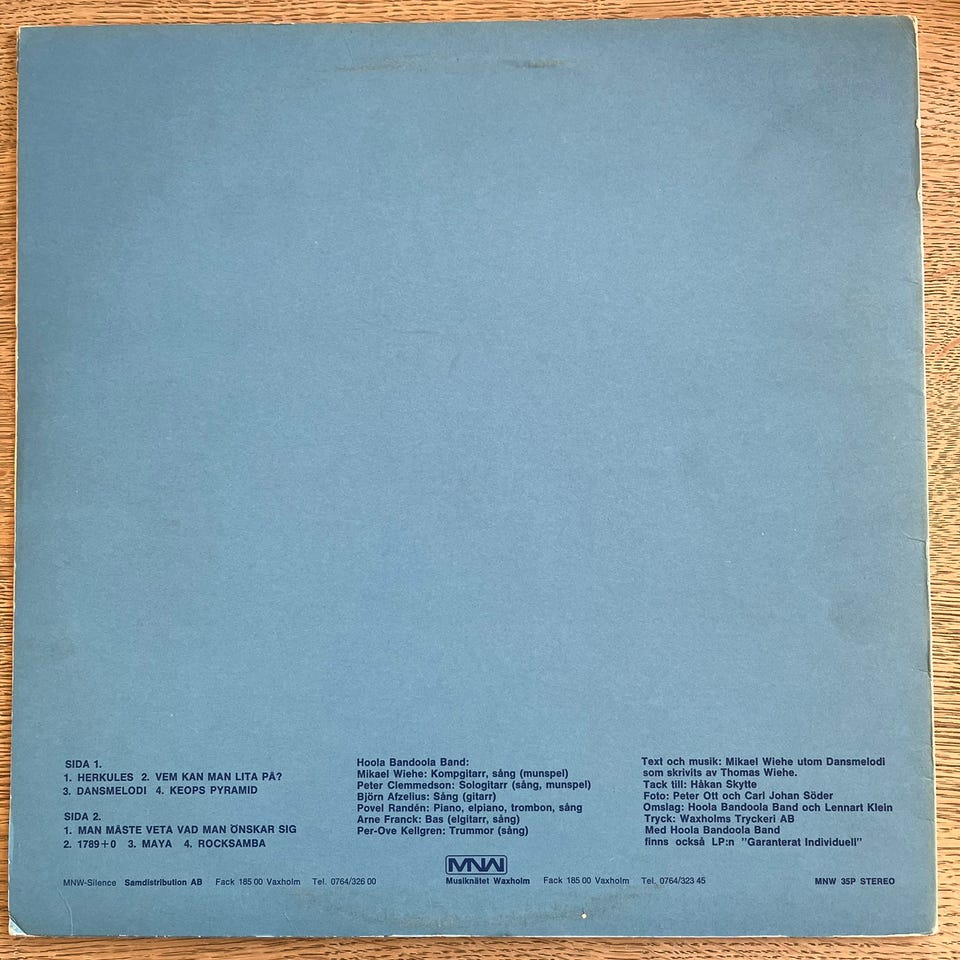 SIDA 1.
1. HERKULES 2. VEM KAN MAN LITA PÅ?
3. DANSMELODI 4. KEOPS PYRAMID
SIDA 2.
1. MAN MÅSTE VETA VAD MAN ÖNSKAR SIG
2. 1789+0 3. MAYA 4. ROCKSAMBA
Hoola Bandoola Band:
Mikael Wiehe: Kompgitarr, sång (munspel)
Peter Clemmedson: Sologitarr (sång, munspel)
Björn Afzelius: Sång (gitarr)
Povel Randén: Piano, elpiano, trombon, sång
Arne Franck: Bas (elgitarr, sång)
Per-Ove Kellgren: Trummor (sång)
Text och musik: Mikael Wiehe utom Dansmelodi
som skrivits av Thomas Wiehe.
Tack till: Håkan Skytte
Foto: Peter Ott och Carl Johan Söder
Omslag: Hoola Bandoola Band och Lennart Klein
Tryck: Waxholms Tryckeri AB
Med Hoola Bandoola Band
finns också LP:n "Garanterat Individuell"
MNW
MNW-Silence Samdistribution AB Fack 185 00 Vaxholm Tel. 0764/326 00
Musiknätet Waxholm Fack 185 00 Vaxholm Tel. 0764/323 45
MNW 35P STEREO